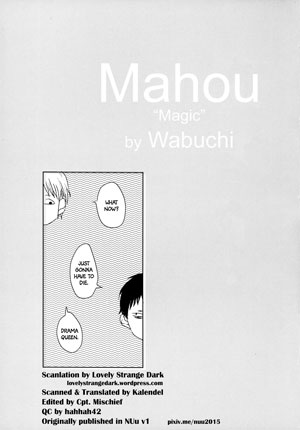 Mahou
"Magic"
by Wabuchi
WHAT
NOW?
JUST
GONNA
HAVE TO
DIE.
DRAMA
QUEEN.
Scanlation by Lovely Strange Dark
lovelystrangedark.wordpress.com
Scanned & Translated by Kalendel
Edited by Cpt. Mischief
QC by hahhah42
Originally published in NUu v1 pixiv.me/nuu2015